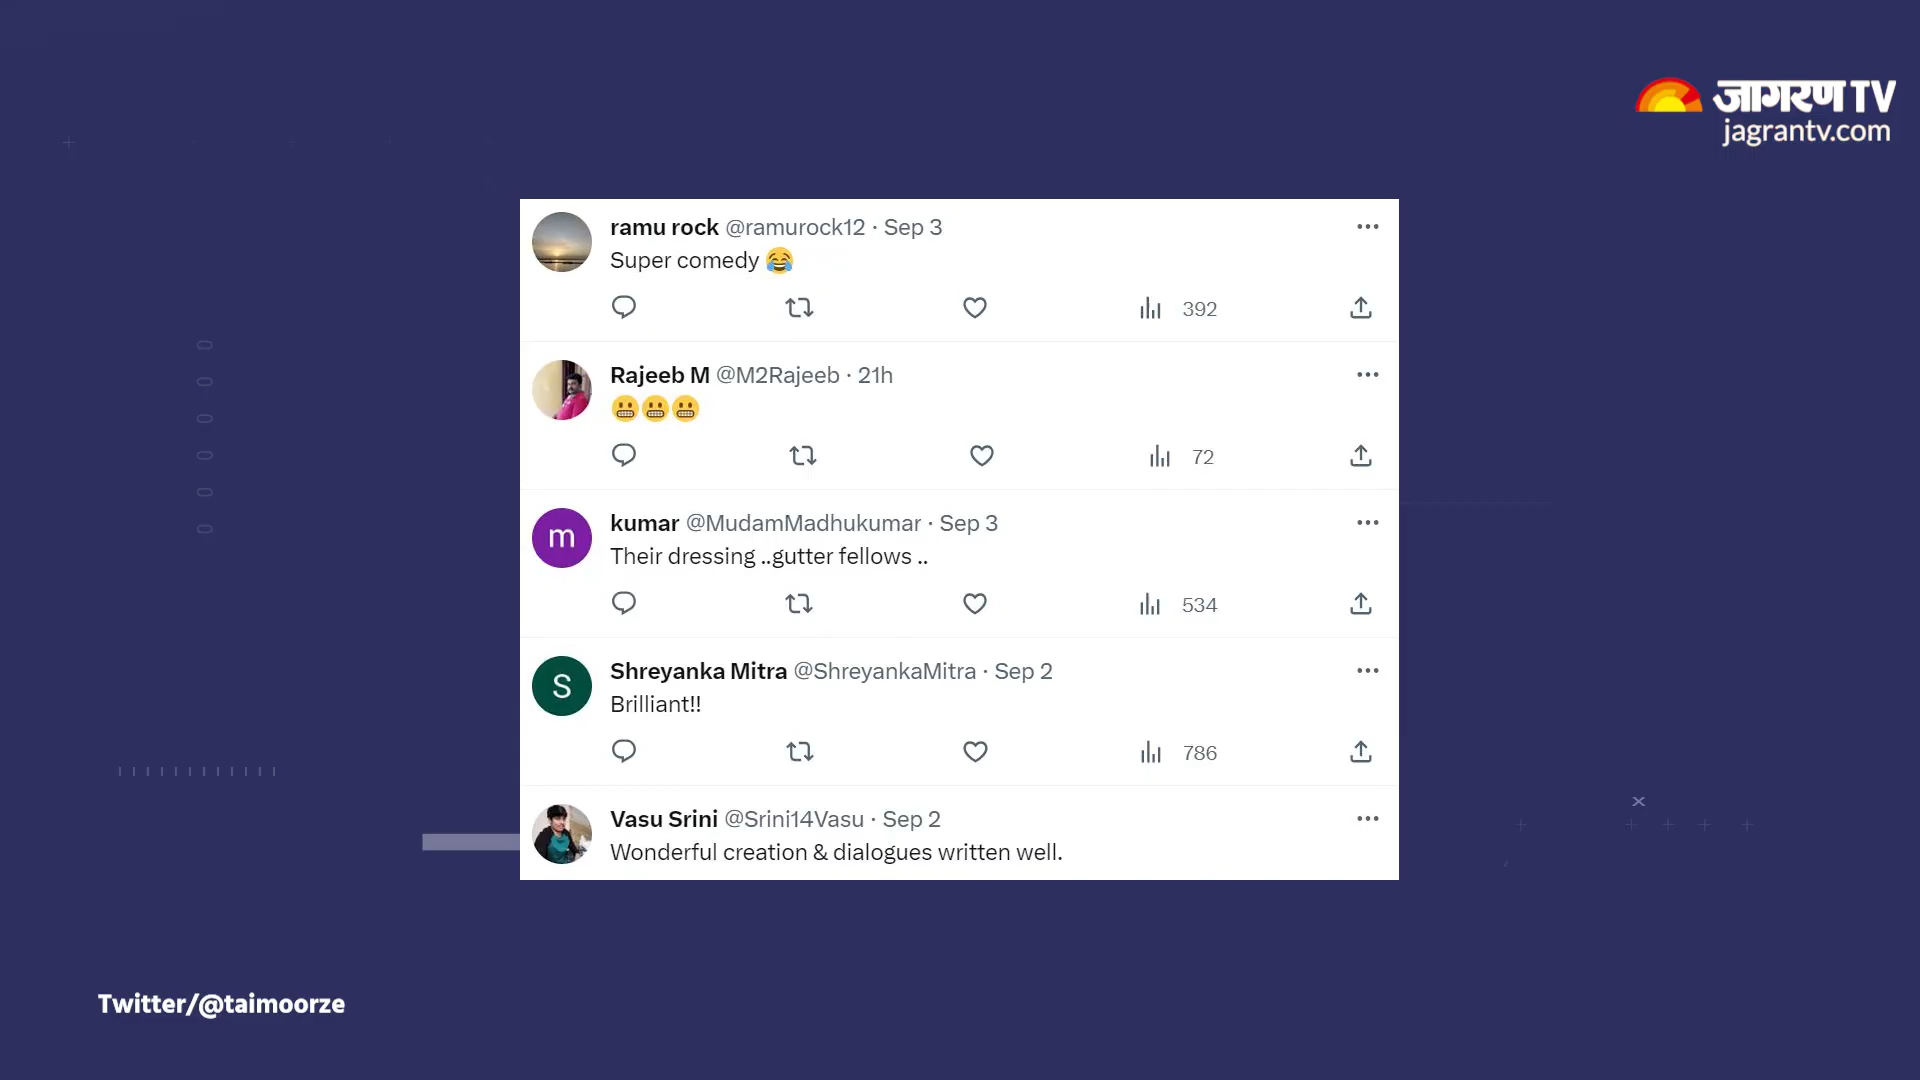 जागरण TV
jagrantv.com
ramu rock @ramurock12 · Sep 3
Super comedy 😂
392
Rajeeb M @M2Rajeeb · 21h
😬😬😬
72
m
kumar @MudamMadhukumar · Sep 3
Their dressing ..gutter fellows ..
534
S
Shreyanka Mitra @ShreyankaMitra · Sep 2
Brilliant!!
786
Vasu Srini @Srini14Vasu · Sep 2
Wonderful creation & dialogues written well.
Twitter/@taimoorze